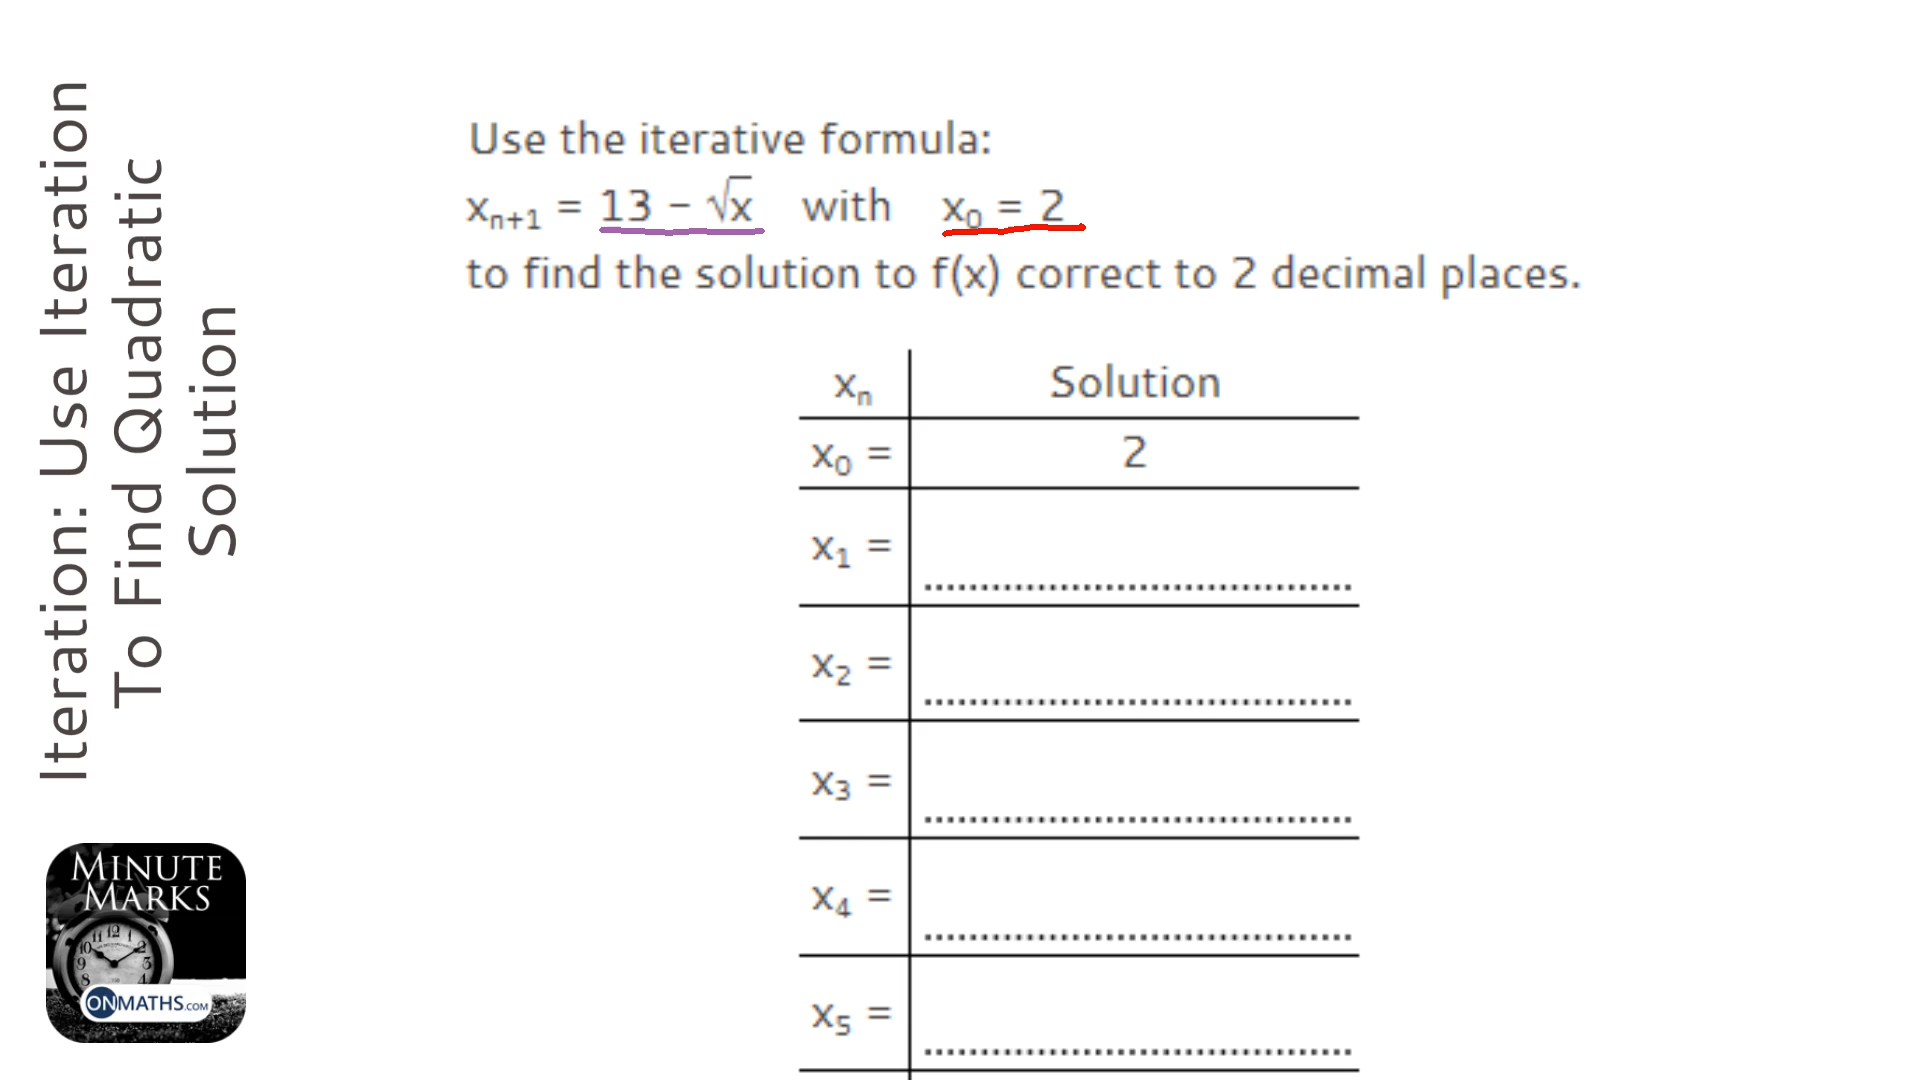 Iteration: Use Iteration
To Find Quadratic
Solution
Use the iterative formula:
xₙ₊₁ = 13 − √x with x₀ = 2
to find the solution to f(x) correct to 2 decimal places.
xₙ Solution
x₀ = 2
x₁ =
x₂ =
x₃ =
x₄ =
x₅ =
MINUTE
MARKS
ONMATHS.COM